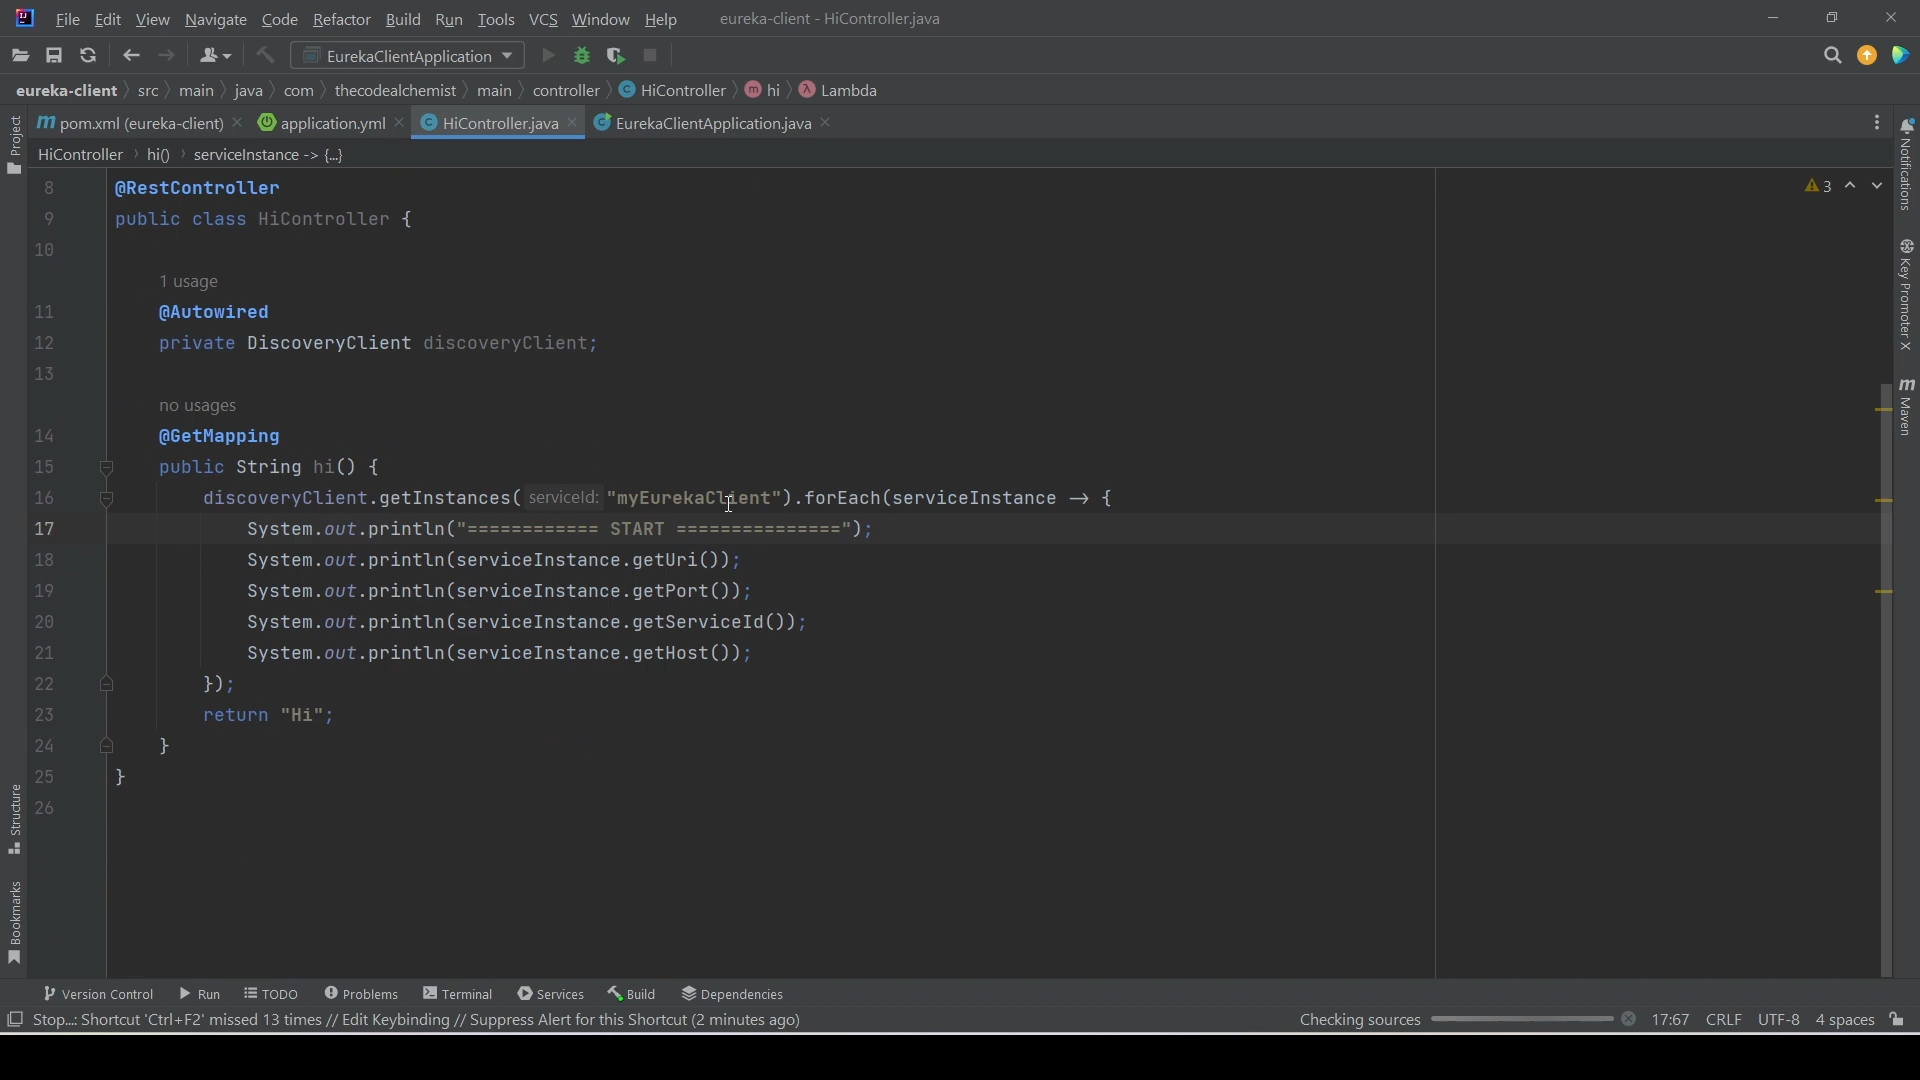 File Edit View Navigate Code Refactor Build Run Tools VCS Window Help eureka-client - HiController.java
EurekaClientApplication
eureka-client src main java com thecodealchemist main controller HiController hi Lambda
pom.xml (eureka-client) application.yml HiController.java EurekaClientApplication.java
HiController hi() serviceInstance -> {...}
Project
Structure
Bookmarks
8 @RestController
9 public class HiController {
10
1 usage
11 @Autowired
12 private DiscoveryClient discoveryClient;
13
no usages
14 @GetMapping
15 public String hi() {
16 discoveryClient.getInstances( serviceId: "myEurekaClient").forEach(serviceInstance → {
17 System.out.println("============ START ===============");
18 System.out.println(serviceInstance.getUri());
19 System.out.println(serviceInstance.getPort());
20 System.out.println(serviceInstance.getServiceId());
21 System.out.println(serviceInstance.getHost());
22 });
23 return "Hi";
24 }
25 }
26
3
Notifications
Key Promoter X
Maven
Version Control Run TODO Problems Terminal Services Build Dependencies
Stop...: Shortcut 'Ctrl+F2' missed 13 times // Edit Keybinding // Suppress Alert for this Shortcut (2 minutes ago) Checking sources 17:67 CRLF UTF-8 4 spaces